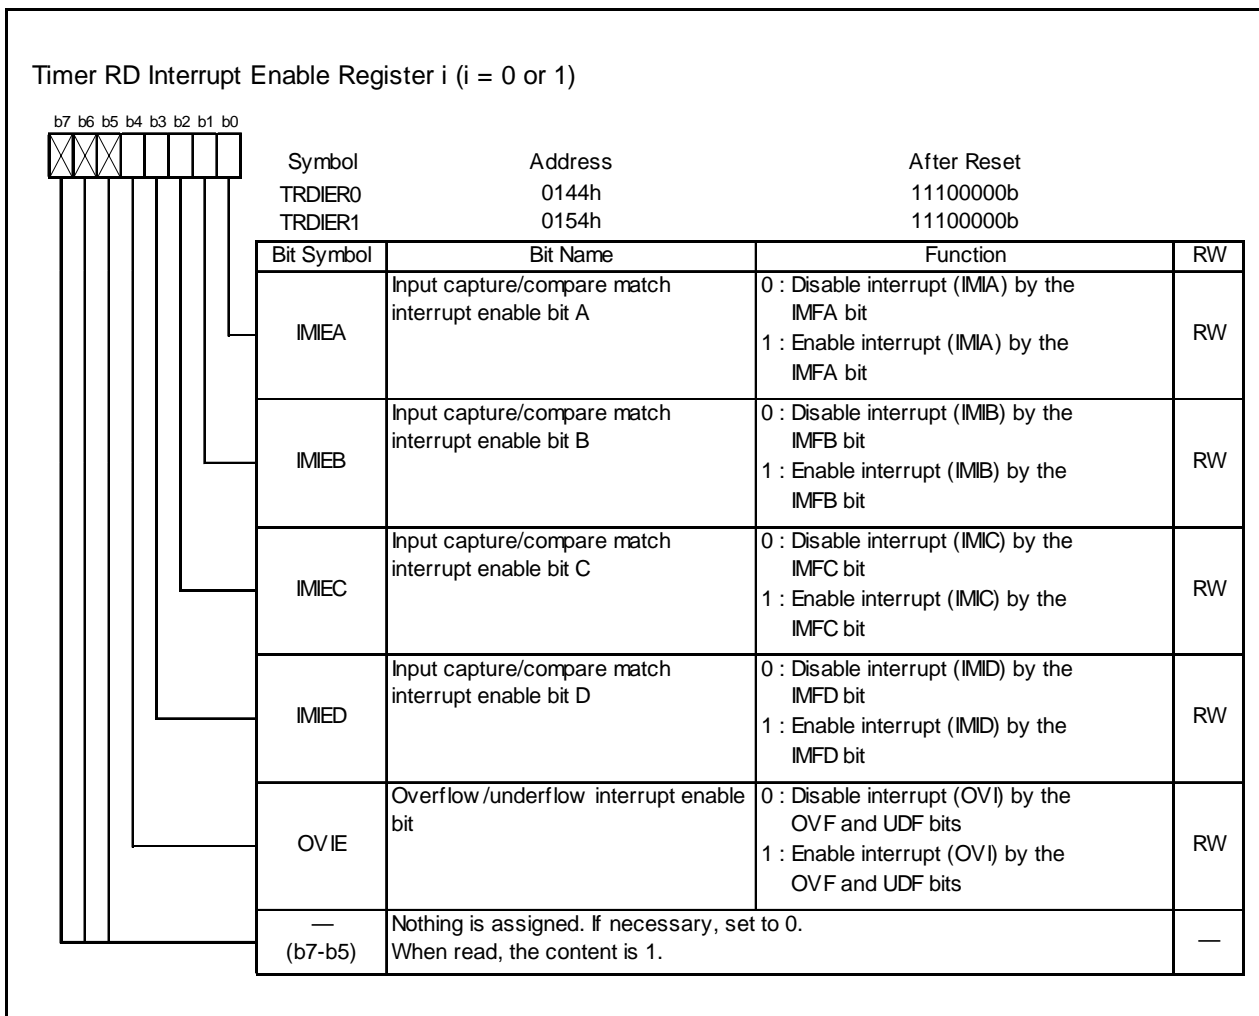 Timer RD Interrupt Enable Register i (i = 0 or 1)
b7 b6 b5 b4 b3 b2 b1 b0
Symbol Address After Reset
TRDIER0 0144h 11100000b
TRDIER1 0154h 11100000b
Bit Symbol Bit Name Function RW
IMIEA
Input capture/compare match
interrupt enable bit A
0 : Disable interrupt (IMIA) by the
IMFA bit
1 : Enable interrupt (IMIA) by the
IMFA bit
RW
IMIEB
Input capture/compare match
interrupt enable bit B
0 : Disable interrupt (IMIB) by the
IMFB bit
1 : Enable interrupt (IMIB) by the
IMFB bit
RW
IMIEC
Input capture/compare match
interrupt enable bit C
0 : Disable interrupt (IMIC) by the
IMFC bit
1 : Enable interrupt (IMIC) by the
IMFC bit
RW
IMIED
Input capture/compare match
interrupt enable bit D
0 : Disable interrupt (IMID) by the
IMFD bit
1 : Enable interrupt (IMID) by the
IMFD bit
RW
OVIE
Overflow/underflow interrupt enable
bit
0 : Disable interrupt (OVI) by the
OVF and UDF bits
1 : Enable interrupt (OVI) by the
OVF and UDF bits
RW
—
(b7-b5)
Nothing is assigned. If necessary, set to 0.
When read, the content is 1.
—